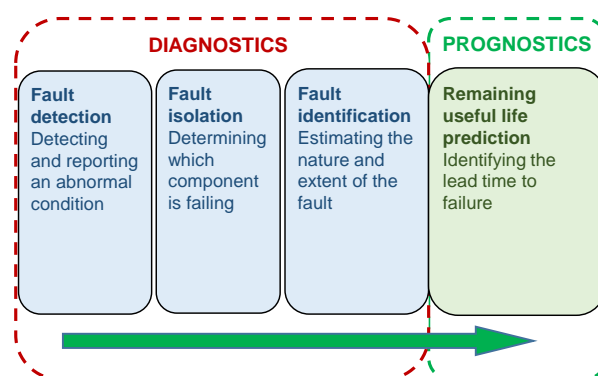 DIAGNOSTICS
PROGNOSTICS
Fault
detection
Detecting
and reporting
an abnormal
condition
Fault
isolation
Determining
which
component
is failing
Fault
identification
Estimating the
nature and
extent of the
fault
Remaining
useful life
prediction
Identifying the
lead time to
failure